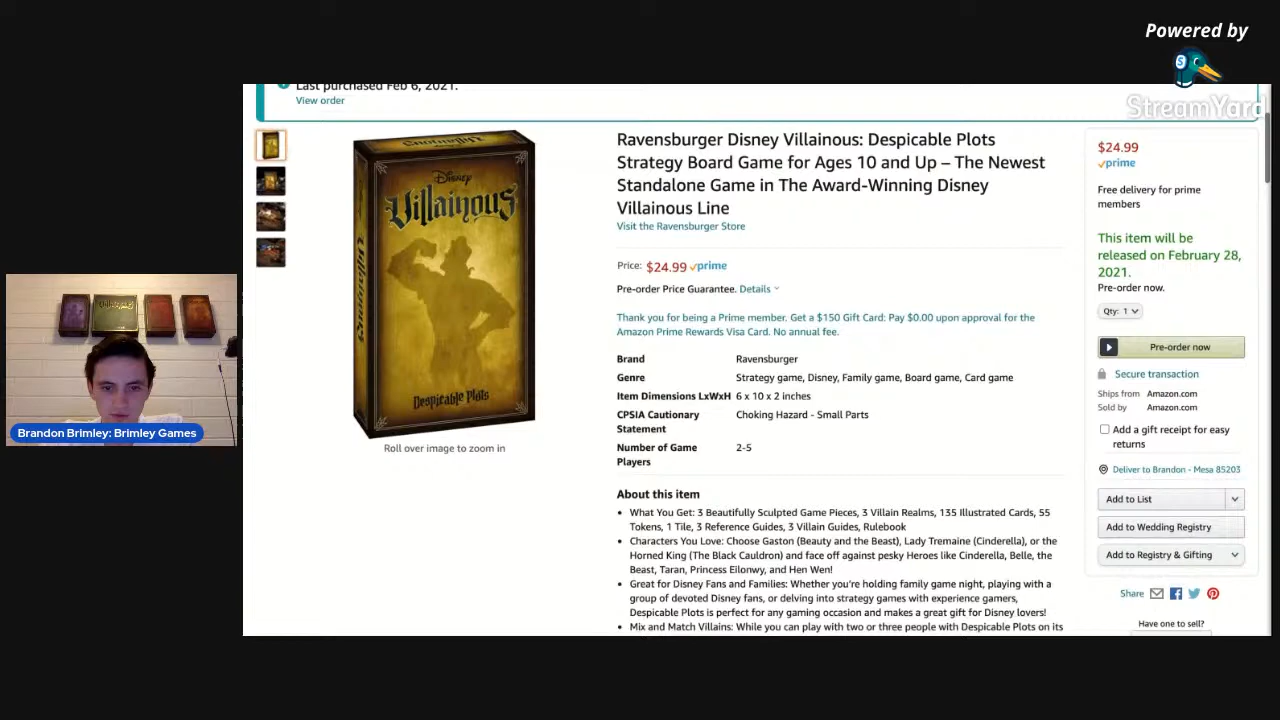 Powered by
S
StreamYard
Last purchased Feb 6, 2021.
View order
Disney
Villainous
Despicable Plots
Villainous
Villainous
Roll over image to zoom in
Ravensburger Disney Villainous: Despicable Plots
Strategy Board Game for Ages 10 and Up – The Newest
Standalone Game in The Award-Winning Disney
Villainous Line
Visit the Ravensburger Store
Price: $24.99 prime
Pre-order Price Guarantee. Details
Thank you for being a Prime member. Get a $150 Gift Card: Pay $0.00 upon approval for the
Amazon Prime Rewards Visa Card. No annual fee.
Brand Ravensburger
Genre Strategy game, Disney, Family game, Board game, Card game
Item Dimensions LxWxH 6 x 10 x 2 inches
CPSIA Cautionary Choking Hazard - Small Parts
Statement
Number of Game 2-5
Players
About this item
What You Get: 3 Beautifully Sculpted Game Pieces, 3 Villain Realms, 135 Illustrated Cards, 55
Tokens, 1 Tile, 3 Reference Guides, 3 Villain Guides, Rulebook
Characters You Love: Choose Gaston (Beauty and the Beast), Lady Tremaine (Cinderella), or the
Horned King (The Black Cauldron) and face off against pesky Heroes like Cinderella, Belle, the
Beast, Taran, Princess Eilonwy, and Hen Wen!
Great for Disney Fans and Families: Whether you're holding family game night, playing with a
group of devoted Disney fans, or delving into strategy games with experience gamers,
Despicable Plots is perfect for any gaming occasion and makes a great gift for Disney lovers!
Mix and Match Villains: While you can play with two or three people with Despicable Plots on its
$24.99
prime
Free delivery for prime
members
This item will be
released on February 28,
2021.
Pre-order now.
Qty: 1
Pre-order now
Secure transaction
Ships from Amazon.com
Sold by Amazon.com
Add a gift receipt for easy
returns
Deliver to Brandon - Mesa 85203
Add to List
Add to Wedding Registry
Add to Registry & Gifting
Share
Have one to sell?
Brandon Brimley: Brimley Games